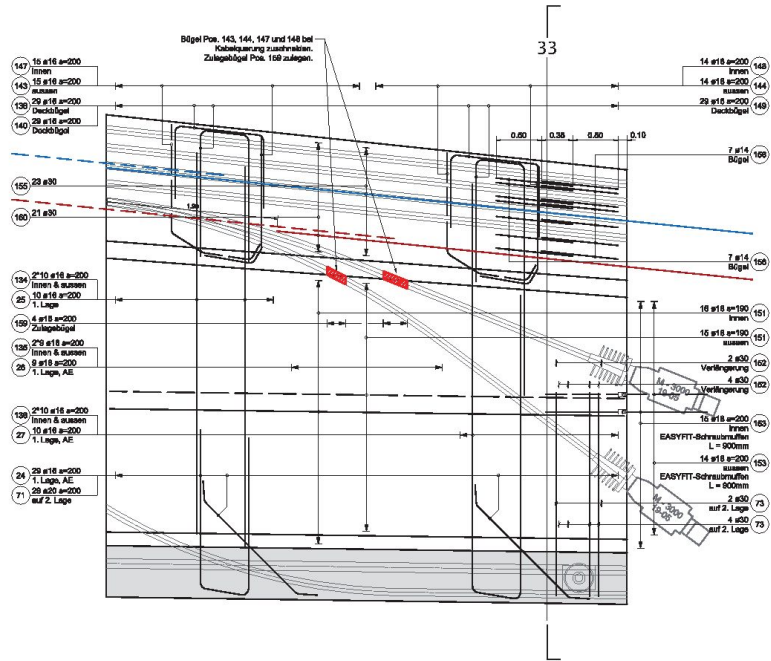 Bügel Pos. 143, 144, 147 und 148 bei
Kabelquerung zuschneiden.
Zulagebügel Pos. 159 zulegen.
33
147 15 ø16 s=200
innen
143 15 ø16 s=200
aussen
138 29 ø16 s=200
Deckbügel
140 29 ø16 s=200
Deckbügel
14 ø16 s=200 148
innen
14 ø16 s=200 144
aussen
29 ø16 s=200 149
Deckbügel
0.60 0.35 0.60 0.10
7 ø14 156
Bügel
155 23 ø30
160 21 ø30
7 ø14 156
Bügel
134 2*10 ø16 s=200
innen & aussen
25 10 ø16 s=200
1. Lage
159 4 ø16 s=200
Zulagebügel
135 2*9 ø16 s=200
innen & aussen
26 9 ø16 s=200
1. Lage, AE
16 ø16 s=190 151
innen
15 ø16 s=190 151
aussen
2 ø30 152
Verlängerung
4 ø30 152
Verlängerung
M - 3000
19-05
136 2*10 ø16 s=200
innen & aussen
27 10 ø16 s=200
1. Lage, AE
15 ø16 s=200 153
innen
EASYFIT-Schraubmuffen
L = 900mm
14 ø16 s=200 153
aussen
EASYFIT-Schraubmuffen
L = 900mm
24 29 ø16 s=200
1. Lage, AE
71 28 ø20 s=200
auf 2. Lage
M - 3000
19-05
2 ø30 73
auf 2. Lage
4 ø30 73
auf 2. Lage